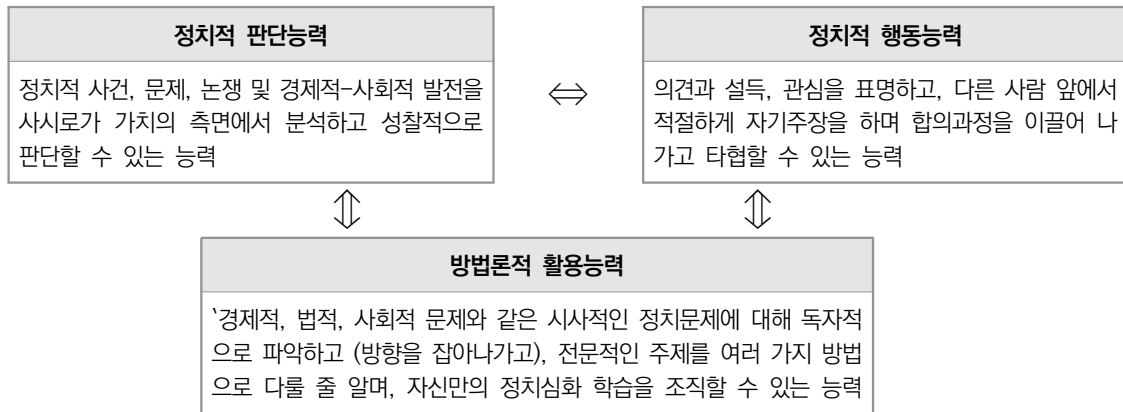 정치적 판단능력
정치적 사건, 문제, 논쟁 및 경제적-사회적 발전을
사시로가 가치의 측면에서 분석하고 성찰적으로
판단할 수 있는 능력
정치적 행동능력
의견과 설득, 관심을 표명하고, 다른 사람 앞에서
적절하게 자기주장을 하며 합의과정을 이끌어 나
가고 타협할 수 있는 능력
방법론적 활용능력
‘경제적, 법적, 사회적 문제와 같은 시사적인 정치문제에 대해 독자적
으로 파악하고 (방향을 잡아나가고), 전문적인 주제를 여러 가지 방법
으로 다룰 줄 알며, 자신만의 정치심화 학습을 조직할 수 있는 능력